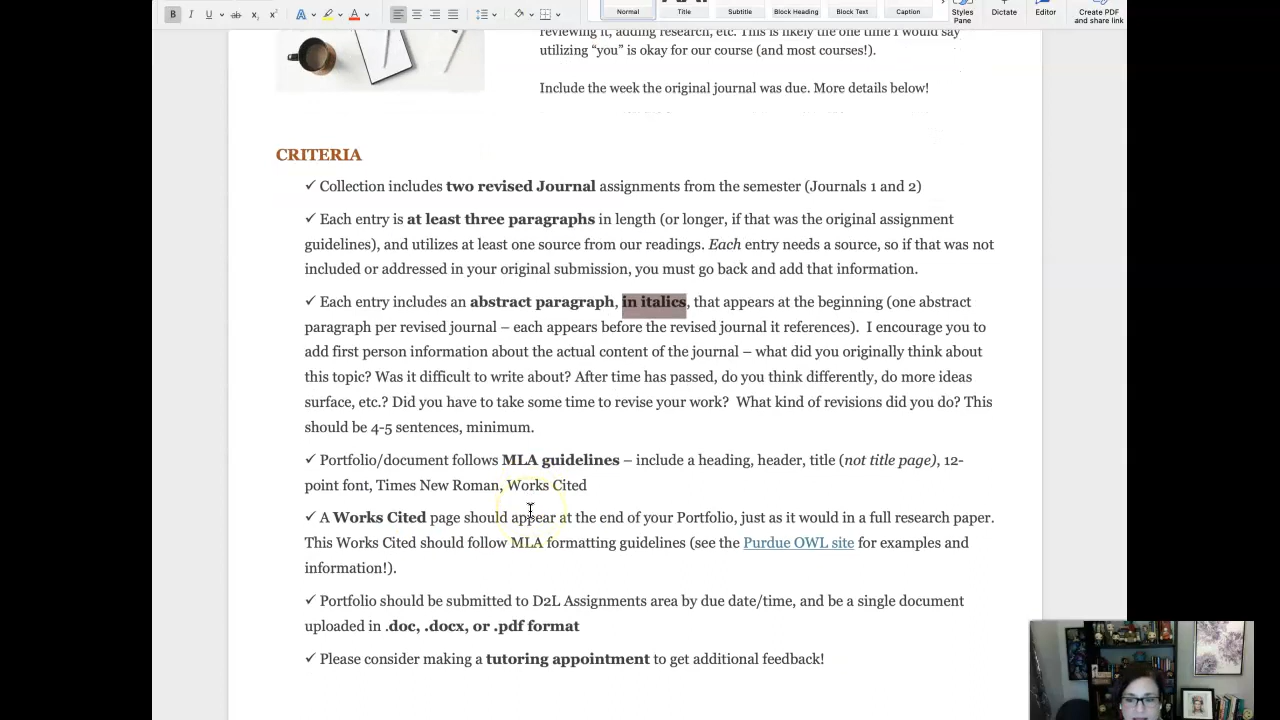 Normal Title Subtitle Block Heading Block Text Caption Styles Pane Dictate Editor Create PDF and share link
reviewing it, adding research, etc. This is likely the one time I would say
utilizing “you” is okay for our course (and most courses!).
Include the week the original journal was due. More details below!
CRITERIA
✓ Collection includes two revised Journal assignments from the semester (Journals 1 and 2)
✓ Each entry is at least three paragraphs in length (or longer, if that was the original assignment
guidelines), and utilizes at least one source from our readings. Each entry needs a source, so if that was not
included or addressed in your original submission, you must go back and add that information.
✓ Each entry includes an abstract paragraph, in italics, that appears at the beginning (one abstract
paragraph per revised journal – each appears before the revised journal it references).  I encourage you to
add first person information about the actual content of the journal – what did you originally think about
this topic? Was it difficult to write about? After time has passed, do you think differently, do more ideas
surface, etc.? Did you have to take some time to revise your work?  What kind of revisions did you do? This
should be 4-5 sentences, minimum.
✓ Portfolio/document follows MLA guidelines – include a heading, header, title (not title page), 12-
point font, Times New Roman, Works Cited
✓ A Works Cited page should appear at the end of your Portfolio, just as it would in a full research paper.
This Works Cited should follow MLA formatting guidelines (see the Purdue OWL site for examples and
information!).
✓ Portfolio should be submitted to D2L Assignments area by due date/time, and be a single document
uploaded in .doc, .docx, or .pdf format
✓ Please consider making a tutoring appointment to get additional feedback!